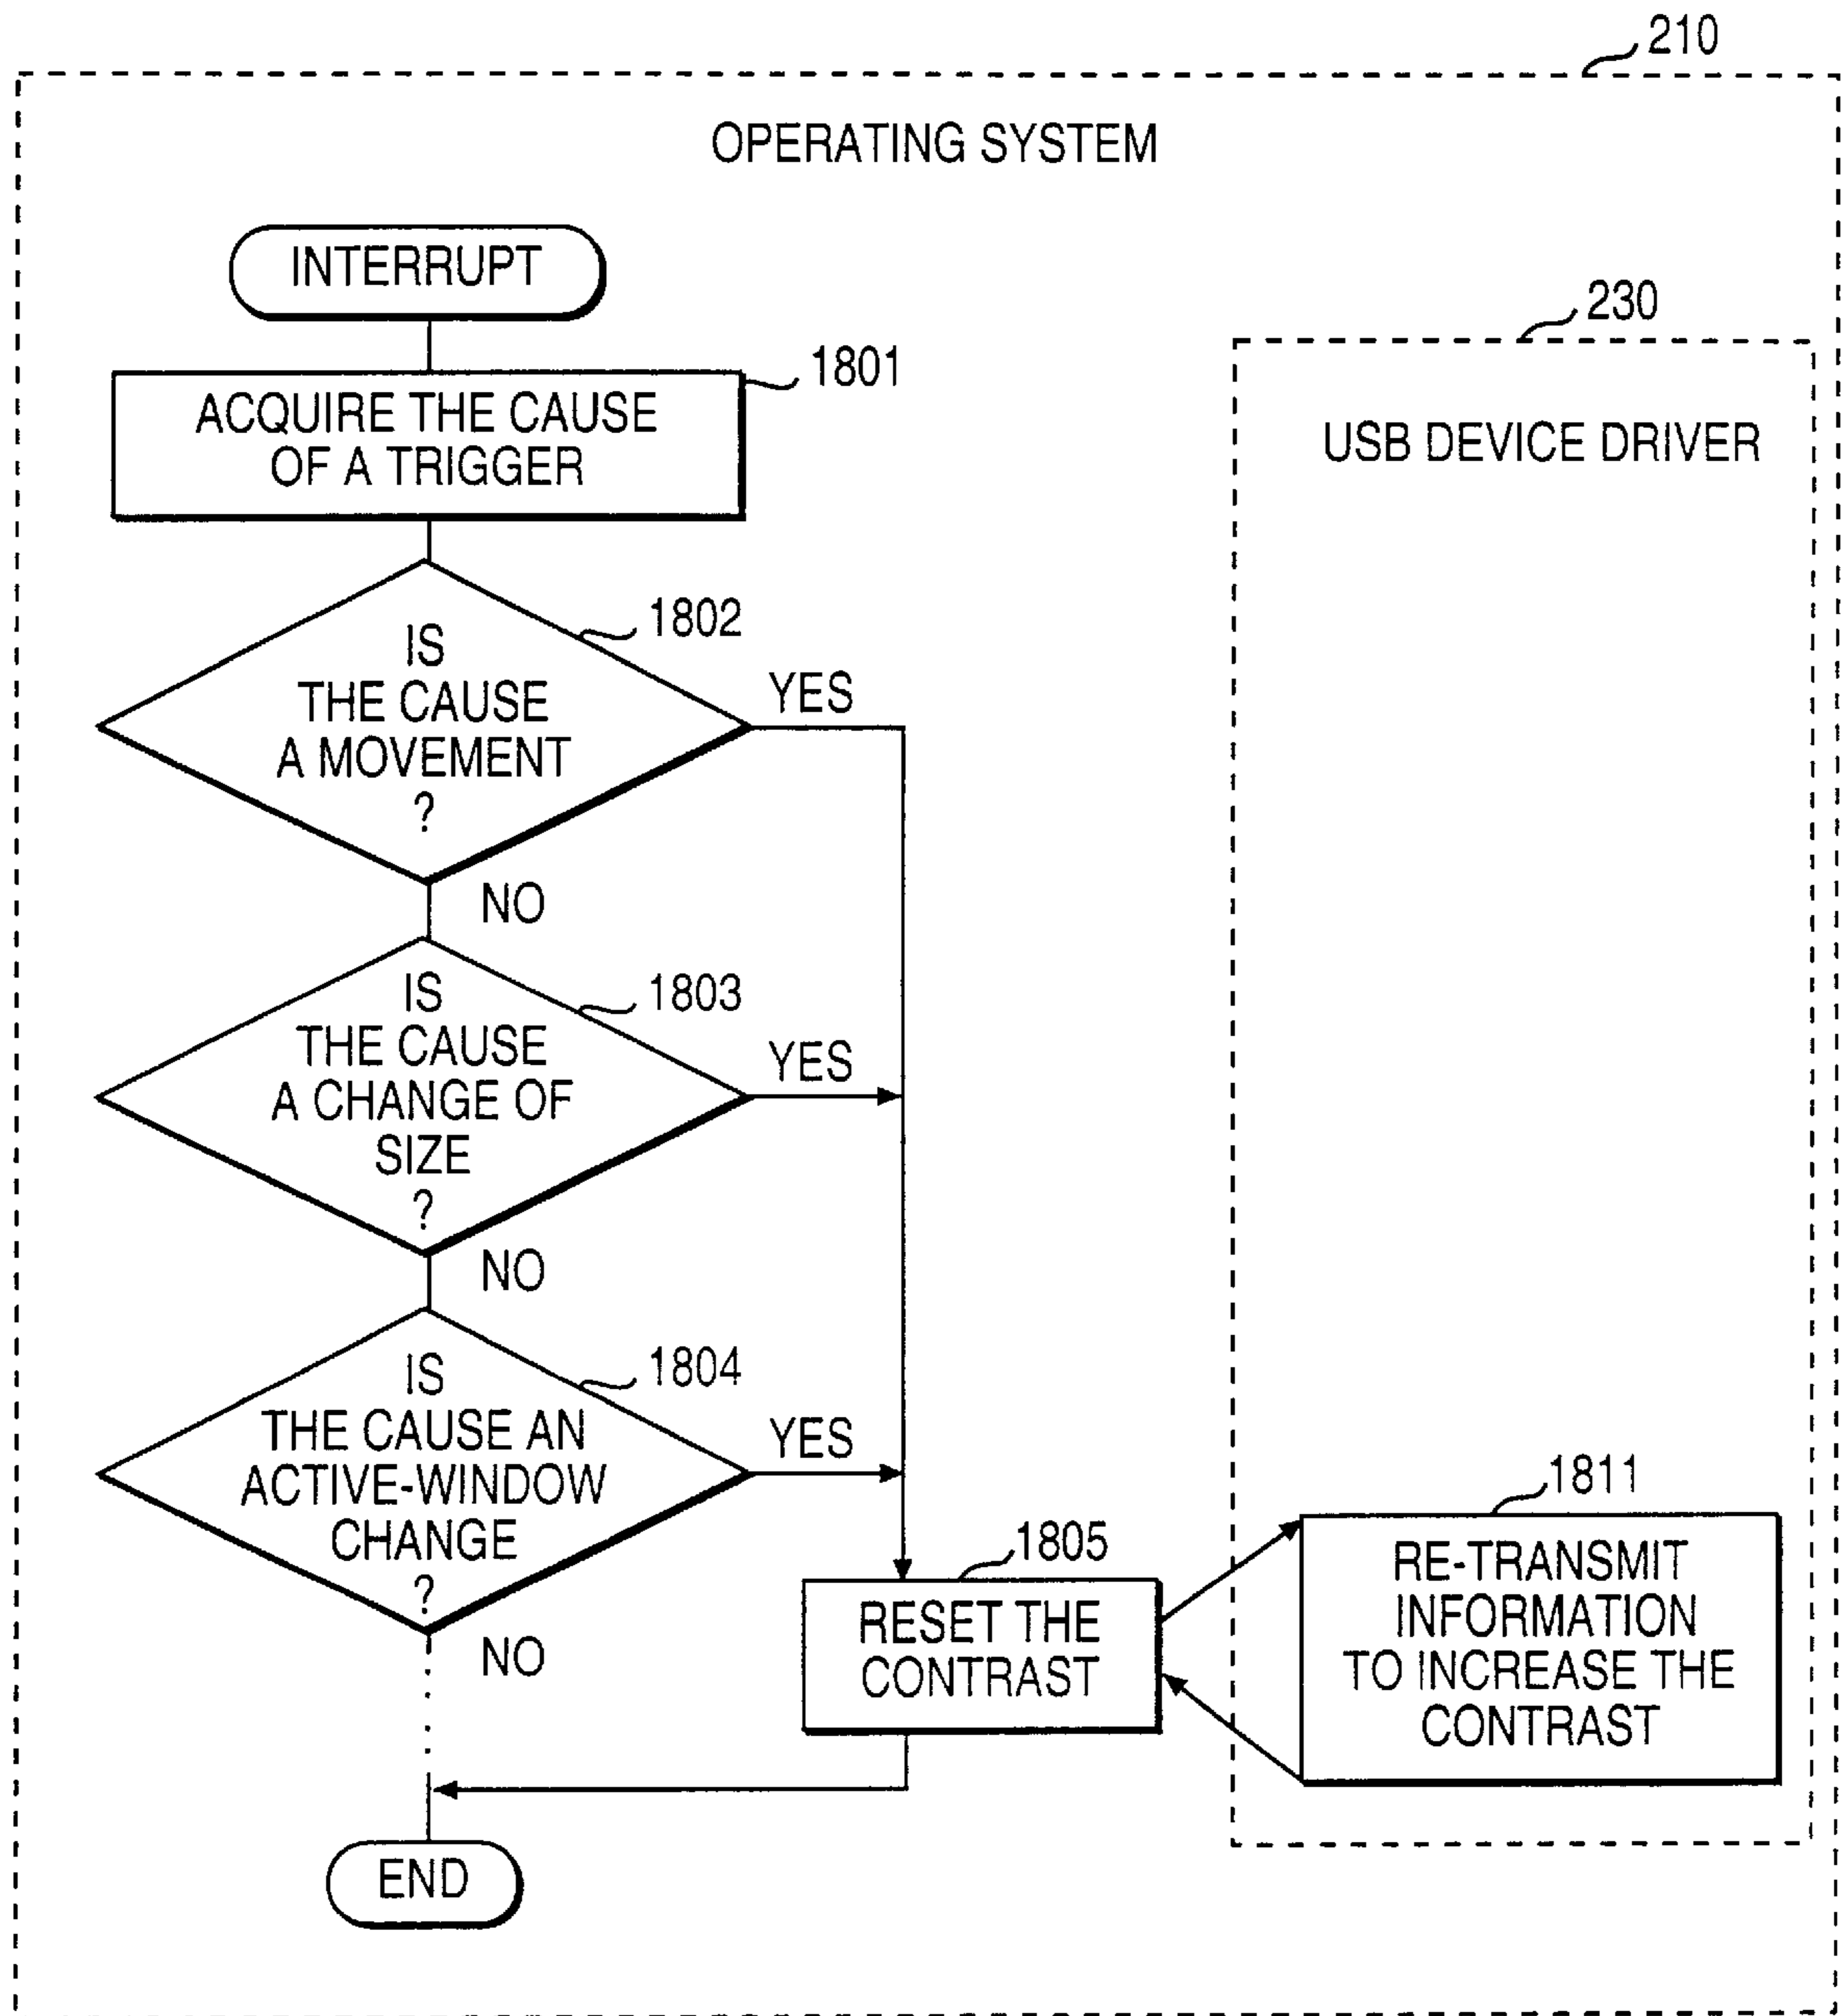 210
OPERATING SYSTEM
INTERRUPT
230
1801
ACQUIRE THE CAUSE
OF A TRIGGER
USB DEVICE DRIVER
1802
IS
THE CAUSE
A MOVEMENT
?
YES
NO
1803
IS
THE CAUSE
A CHANGE OF
SIZE
?
YES
NO
1804
IS
THE CAUSE AN
ACTIVE-WINDOW
CHANGE
?
YES
NO
1805
RESET THE
CONTRAST
1811
RE-TRANSMIT
INFORMATION
TO INCREASE THE
CONTRAST
END